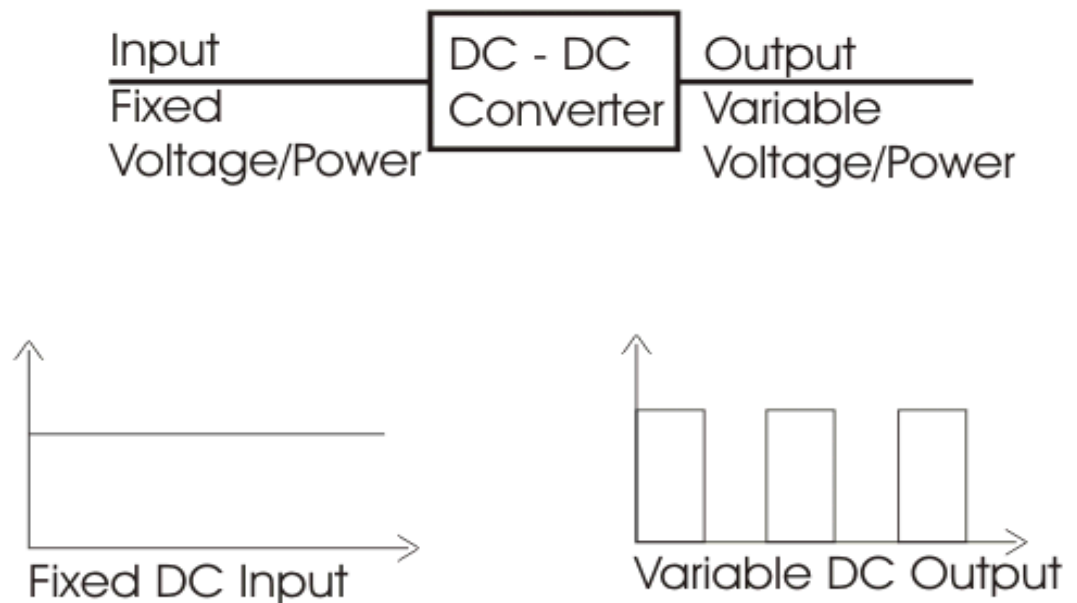 Input
Fixed
Voltage/Power
DC - DC
Converter
Output
Variable
Voltage/Power
Fixed DC Input
Variable DC Output